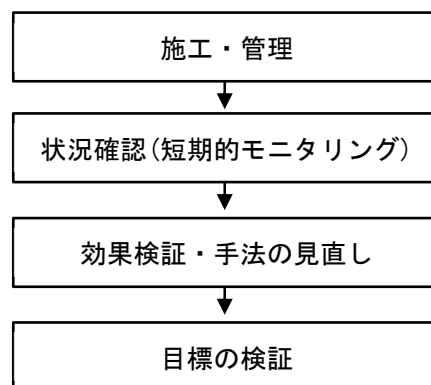 施工・管理
状況確認(短期的モニタリング)
効果検証・手法の見直し
目標の検証